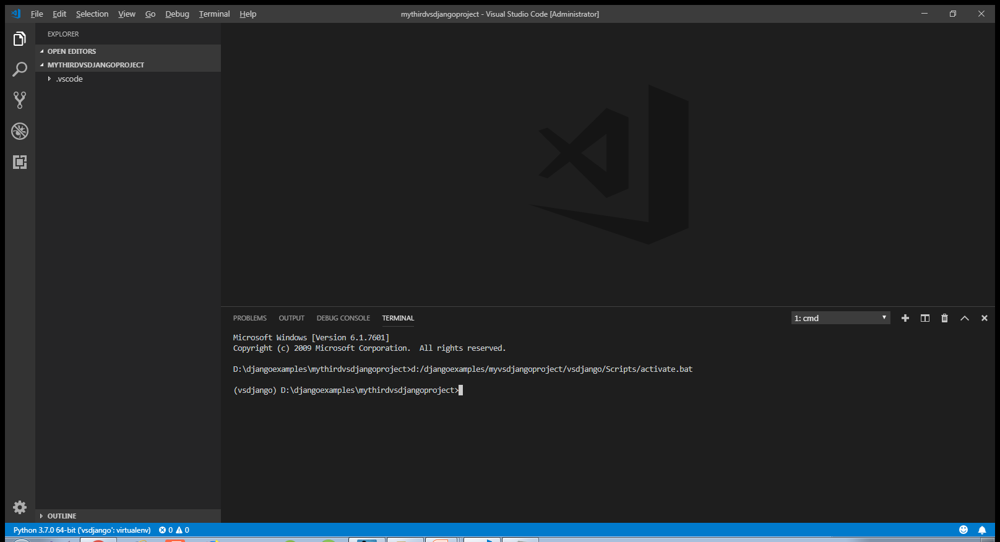 File Edit Selection View Go Debug Terminal Help
mythirdvsdjangoproject - Visual Studio Code [Administrator]
EXPLORER
OPEN EDITORS
MYTHIRDVSDJANGOPROJECT
.vscode
OUTLINE
PROBLEMS OUTPUT DEBUG CONSOLE TERMINAL
1: cmd
Microsoft Windows [Version 6.1.7601]
Copyright (c) 2009 Microsoft Corporation.  All rights reserved.
D:\djangoexamples\mythirdvsdjangoproject>d:/djangoexamples/myvsdjangoproject/vsdjango/Scripts/activate.bat
(vsdjango) D:\djangoexamples\mythirdvsdjangoproject>
Python 3.7.0 64-bit ('vsdjango': virtualenv) 0 0